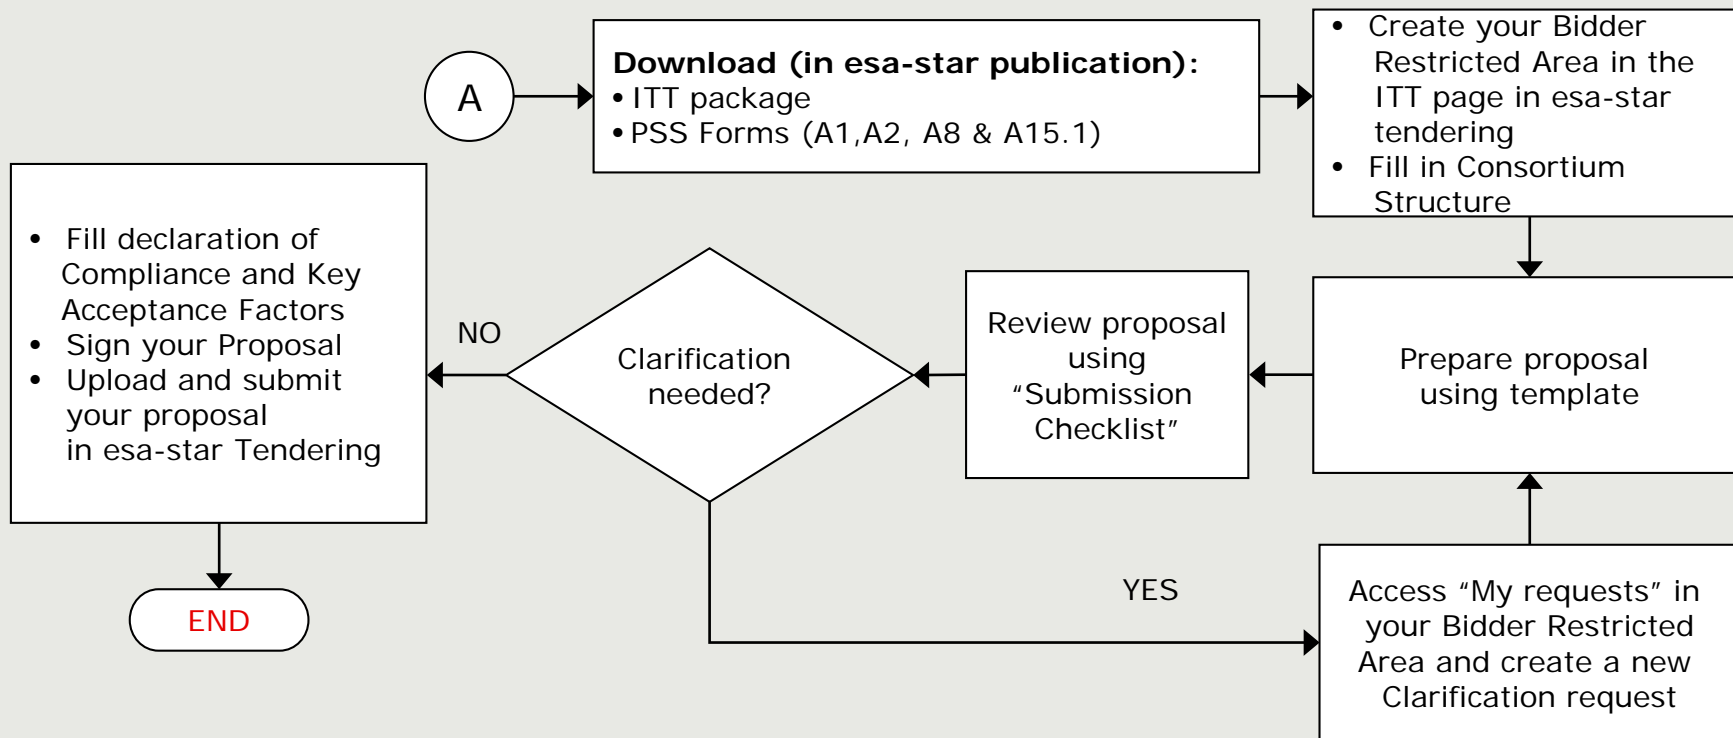 A
Download (in esa-star publication):
• ITT package
• PSS Forms (A1,A2, A8 & A15.1)
• Create your Bidder
Restricted Area in the
ITT page in esa-star
tendering
• Fill in Consortium
Structure
Prepare proposal
using template
Review proposal
using
“Submission
Checklist”
Clarification
needed?
NO
YES
• Fill declaration of
Compliance and Key
Acceptance Factors
• Sign your Proposal
• Upload and submit
your proposal
in esa-star Tendering
END
Access “My requests” in
your Bidder Restricted
Area and create a new
Clarification request